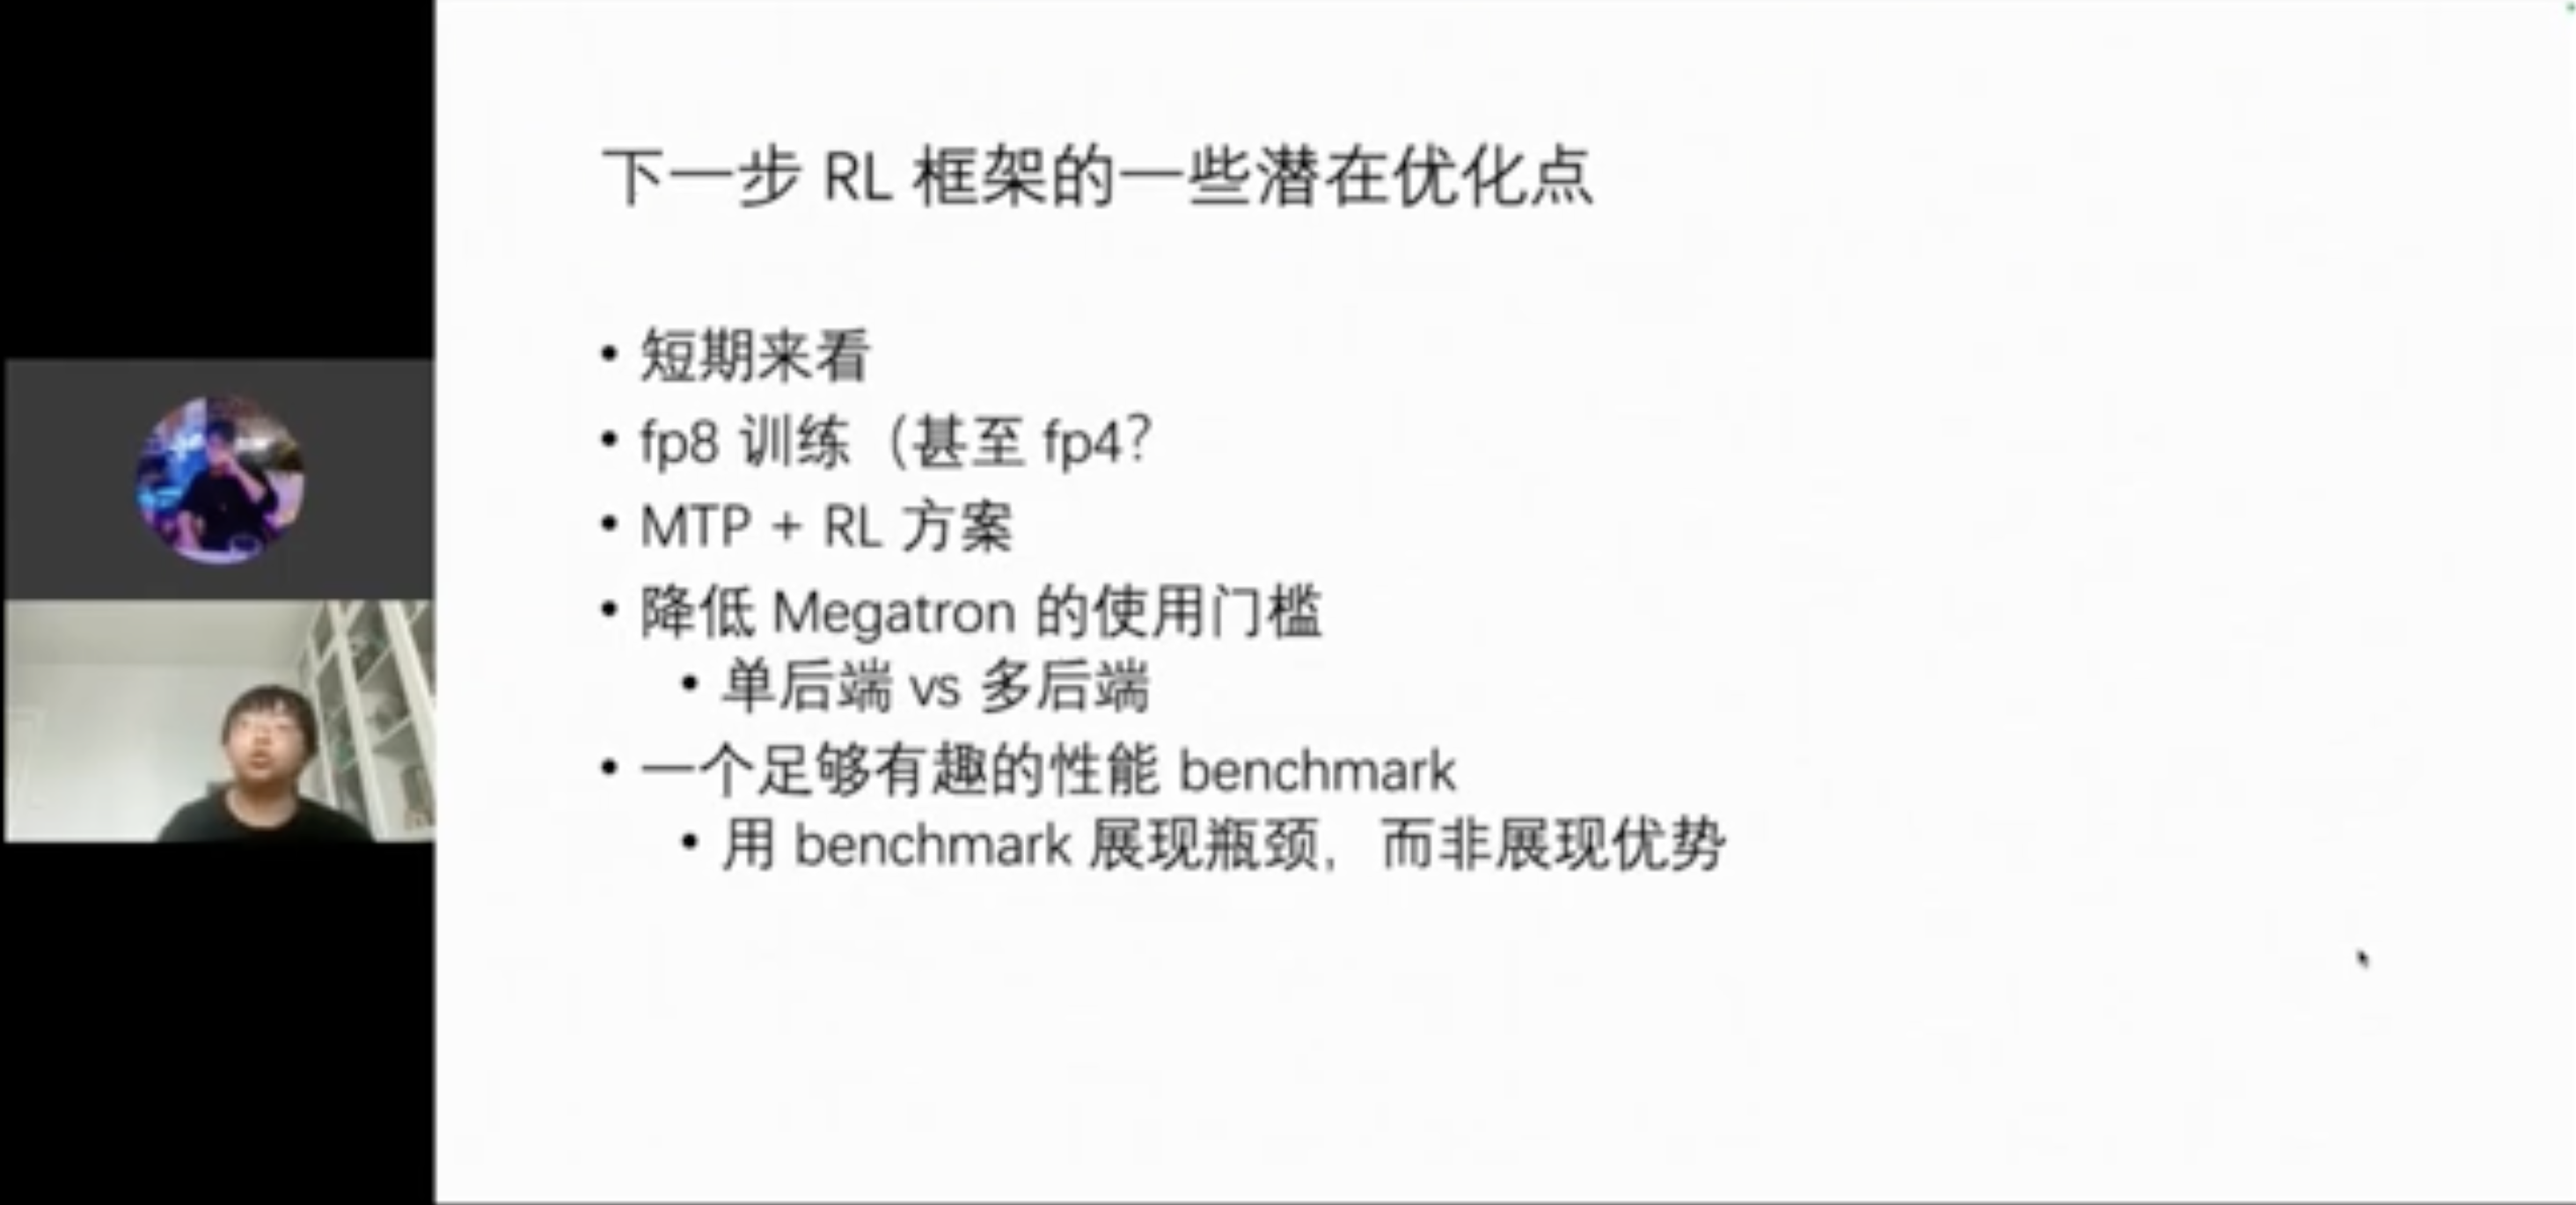 下一步 RL 框架的一些潜在优化点
• 短期来看
• fp8 训练（甚至 fp4？
• MTP + RL 方案
• 降低 Megatron 的使用门槛
• 单后端 vs 多后端
• 一个足够有趣的性能 benchmark
• 用 benchmark 展现瓶颈，而非展现优势